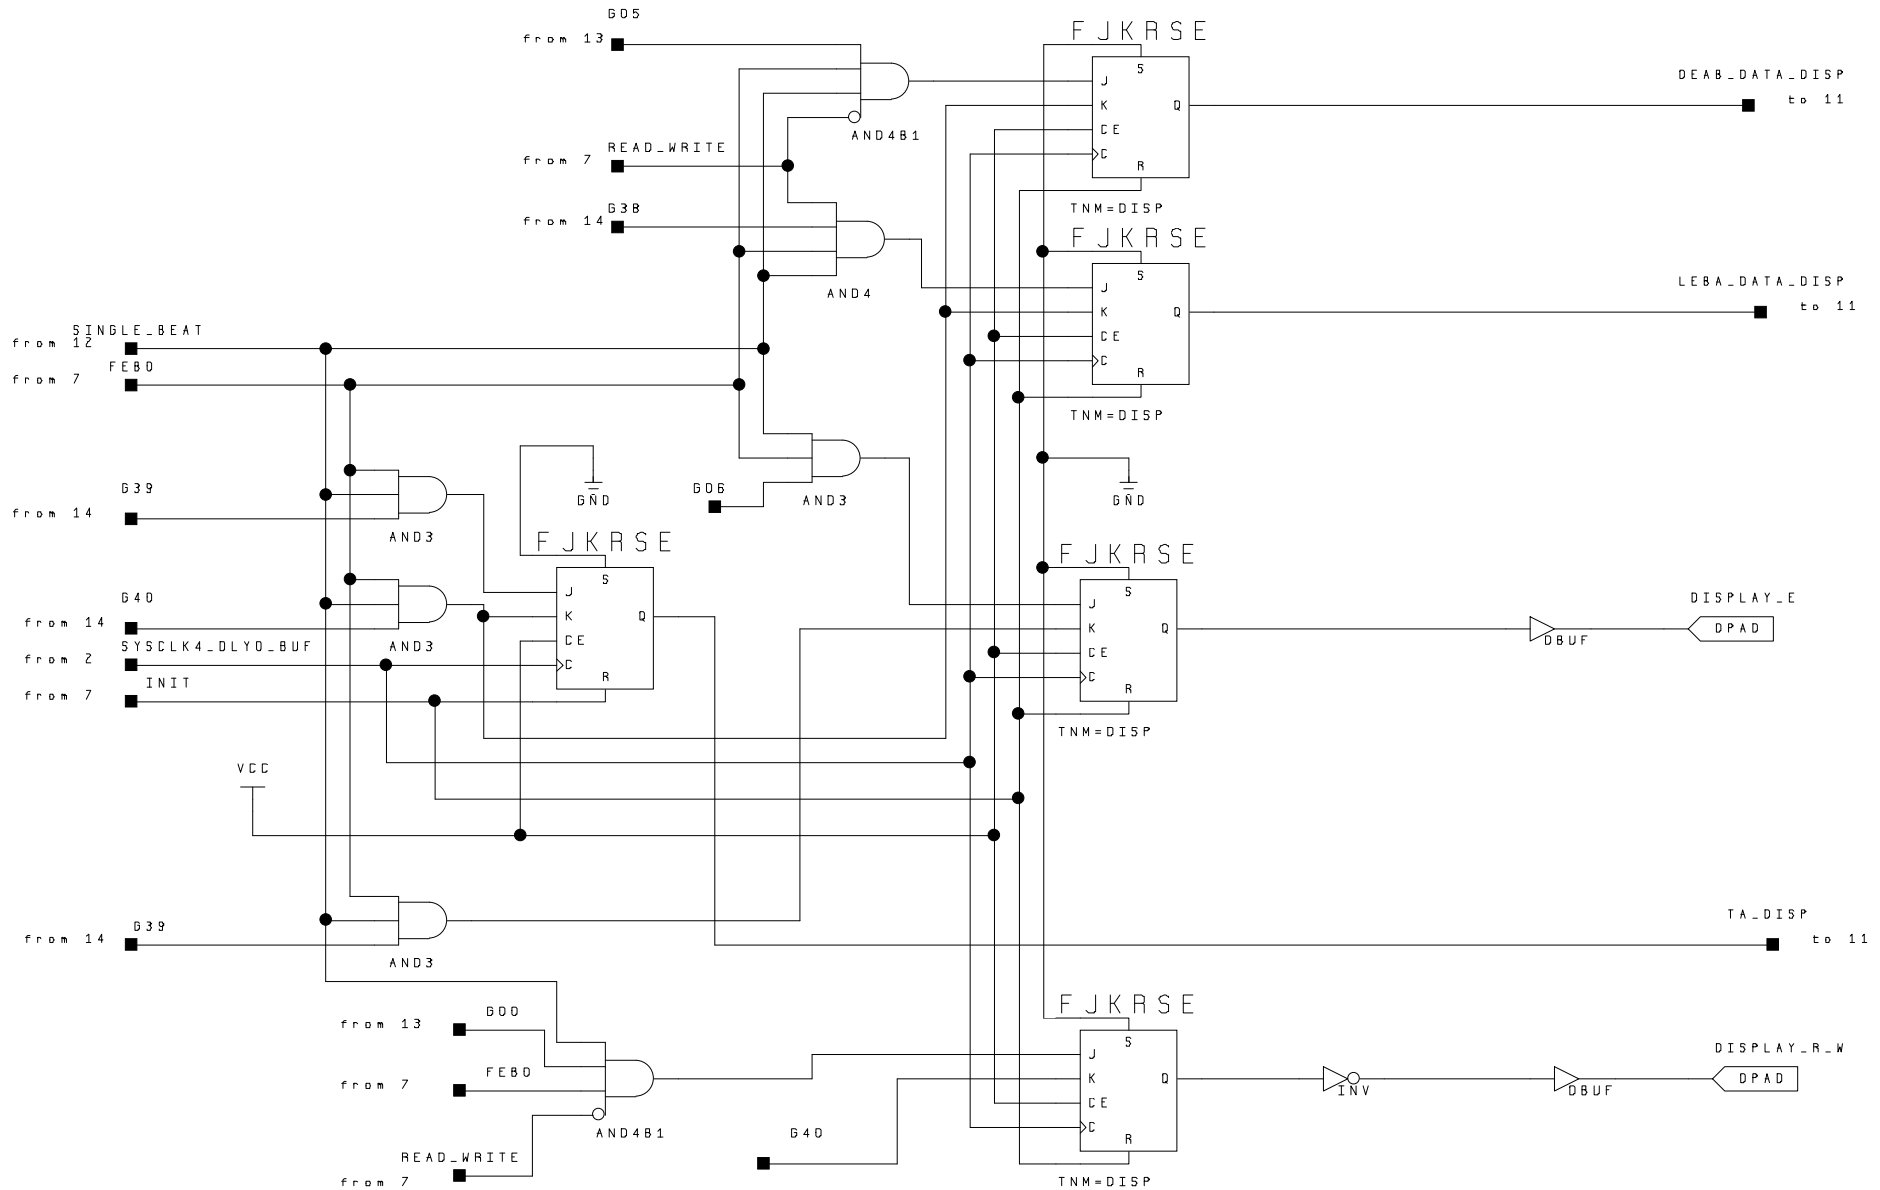 G05
from 13
FJKRSE
S
J
K
CE
C
R
Q
DEAB_DATA_DISP
to 11
AND4B1
READ_WRITE
from 7
TNM=DISP
G38
from 14
FJKRSE
S
J
K
CE
C
R
Q
LEBA_DATA_DISP
to 11
AND4
TNM=DISP
SINGLE_BEAT
from 12
FEB0
from 7
G39
from 14
AND3
GND
G06
AND3
GND
FJKRSE
S
J
K
CE
C
R
Q
G40
from 14
AND3
SYSCLK4_DLY0_BUF
from 2
INIT
from 7
FJKRSE
S
J
K
CE
C
R
Q
TNM=DISP
DISPLAY_E
DBUF
DPAD
VCC
G39
from 14
AND3
TA_DISP
to 11
G00
from 13
FEB0
from 7
AND4B1
READ_WRITE
from 7
G40
FJKRSE
S
J
K
CE
C
R
Q
TNM=DISP
INV
DBUF
DISPLAY_R_W
DPAD